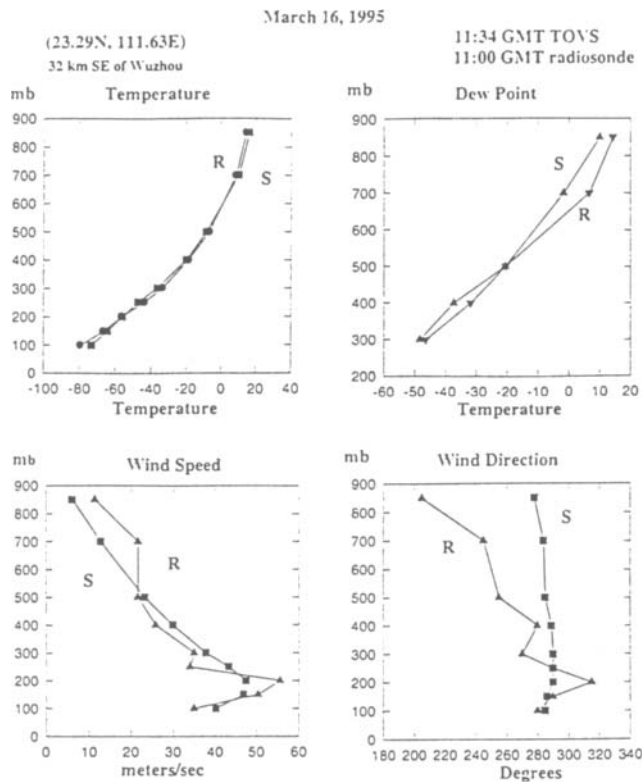 March 16, 1995
(23.29N, 111.63E)
32 km SE of Wuzhou
11:34 GMT TOVS
11:00 GMT radiosonde
mb
Temperature
900
800
700
600
500
400
300
200
100
0
R
S
-100 -80 -60 -40 -20 0 20 40
Temperature
mb
Dew Point
900
800
700
600
500
400
300
200
S
R
-60 -50 -40 -30 -20 -10 0 10 20
Temperature
mb
Wind Speed
900
800
700
600
500
400
300
200
100
0
S
R
0 10 20 30 40 50 60
meters/sec
mb
Wind Direction
900
800
700
600
500
400
300
200
100
0
R
S
180 200 220 240 260 280 300 320 340
Degrees